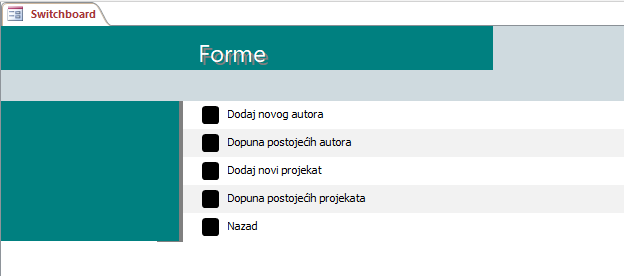 Switchboard
Forme
Dodaj novog autora
Dopuna postojećih autora
Dodaj novi projekat
Dopuna postojećih projekata
Nazad